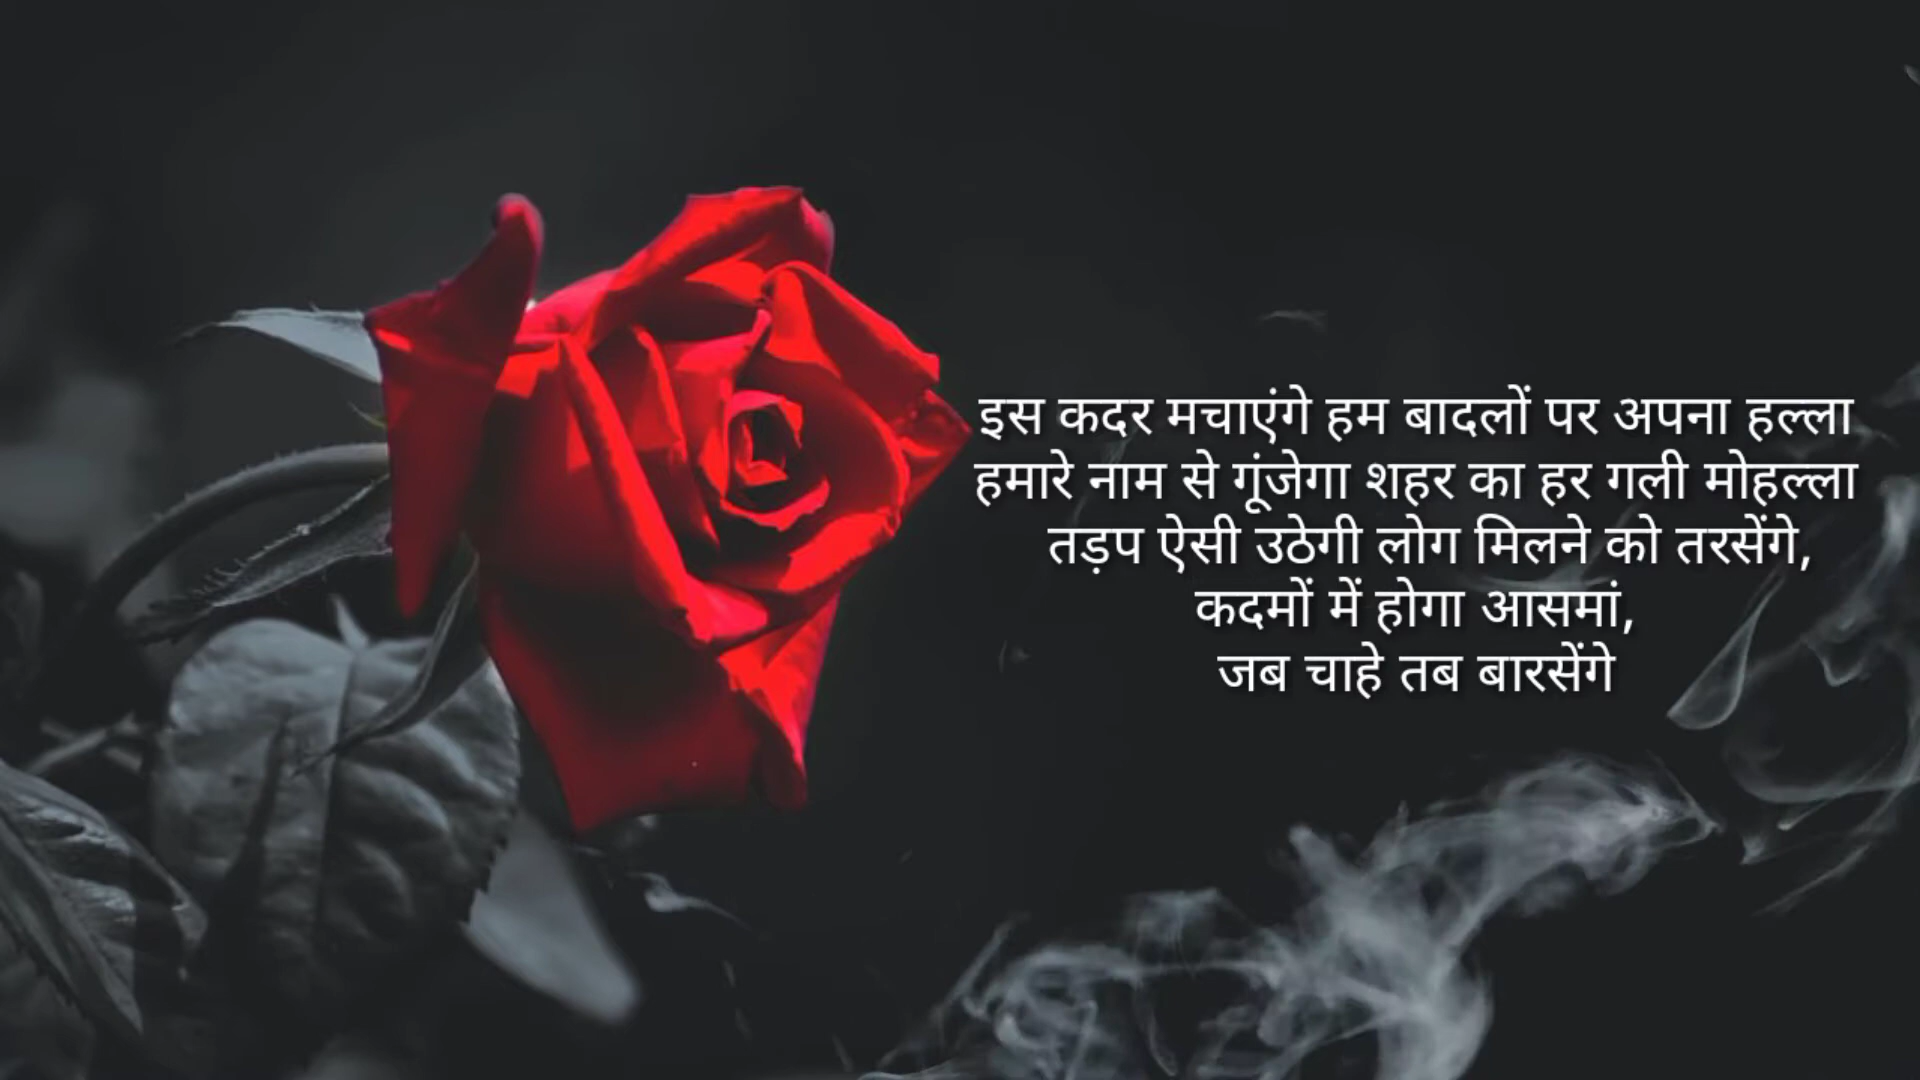 इस कदर मचाएंगे हम बादलों पर अपना हल्ला
हमारे नाम से गूंजेगा शहर का हर गली मोहल्ला
तड़प ऐसी उठेगी लोग मिलने को तरसेंगे,
कदमों में होगा आसमां,
जब चाहे तब बारसेंगे